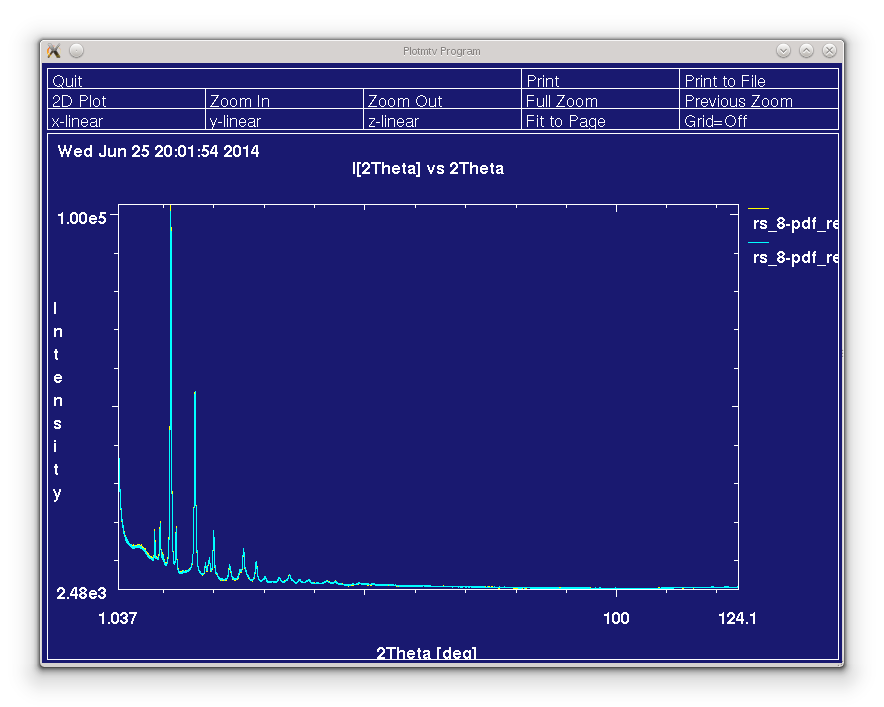 Plotmtv Program
Quit Print Print to File
2D Plot Zoom In Zoom Out Full Zoom Previous Zoom
x-linear y-linear z-linear Fit to Page Grid=Off
Wed Jun 25 20:01:54 2014
I[2Theta] vs 2Theta
1.00e5
rs_8-pdf_re
rs_8-pdf_re
Intensity
2.48e3
1.037 100 124.1
2Theta [deg]